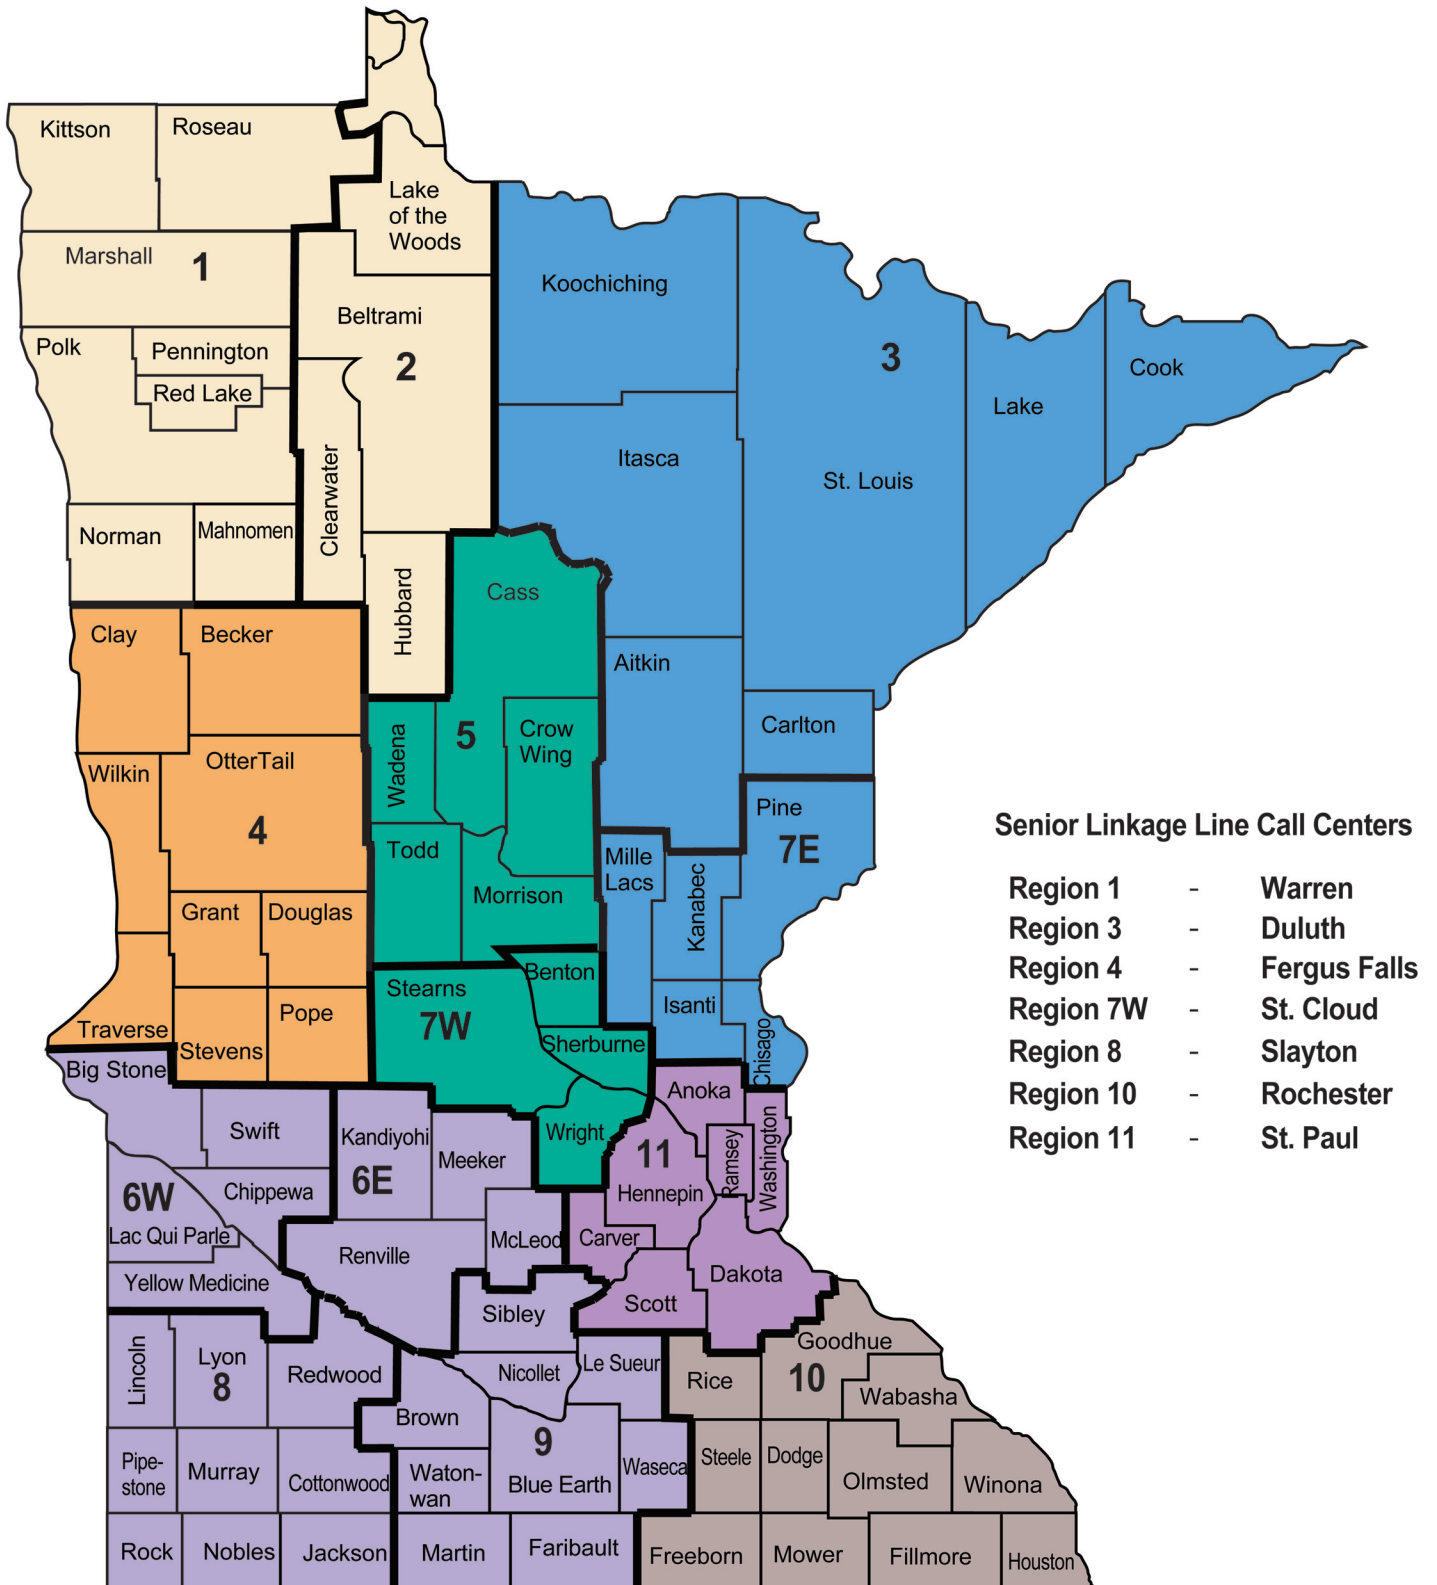 Kittson
Roseau
Lake
of the
Woods
Marshall
1
Koochiching
Beltrami
2
3
Polk
Pennington
Red Lake
Cook
Lake
Itasca
St. Louis
Clearwater
Norman
Mahnomen
Cass
Hubbard
Clay
Becker
Aitkin
5
Crow
Wing
Wadena
Carlton
Wilkin
OtterTail
4
Pine
7E
Todd
Mille
Lacs
Kanabec
Morrison
Grant
Douglas
Benton
Stearns
7W
Isanti
Pope
Traverse
Stevens
Sherburne
Chisago
Big Stone
Anoka
Swift
Kandiyohi
6E
Meeker
Wright
11
Ramsey
Washington
Hennepin
6W
Chippewa
Lac Qui Parle
Renville
McLeod
Carver
Yellow Medicine
Dakota
Sibley
Scott
Lincoln
Lyon
8
Redwood
Nicollet
Le Sueur
Goodhue
Rice
10
Wabasha
Brown
9
Pipe-
stone
Murray
Cottonwood
Waton-
wan
Blue Earth
Waseca
Steele
Dodge
Olmsted
Winona
Rock
Nobles
Jackson
Martin
Faribault
Freeborn
Mower
Fillmore
Houston
Senior Linkage Line Call Centers
Region 1 - Warren
Region 3 - Duluth
Region 4 - Fergus Falls
Region 7W - St. Cloud
Region 8 - Slayton
Region 10 - Rochester
Region 11 - St. Paul